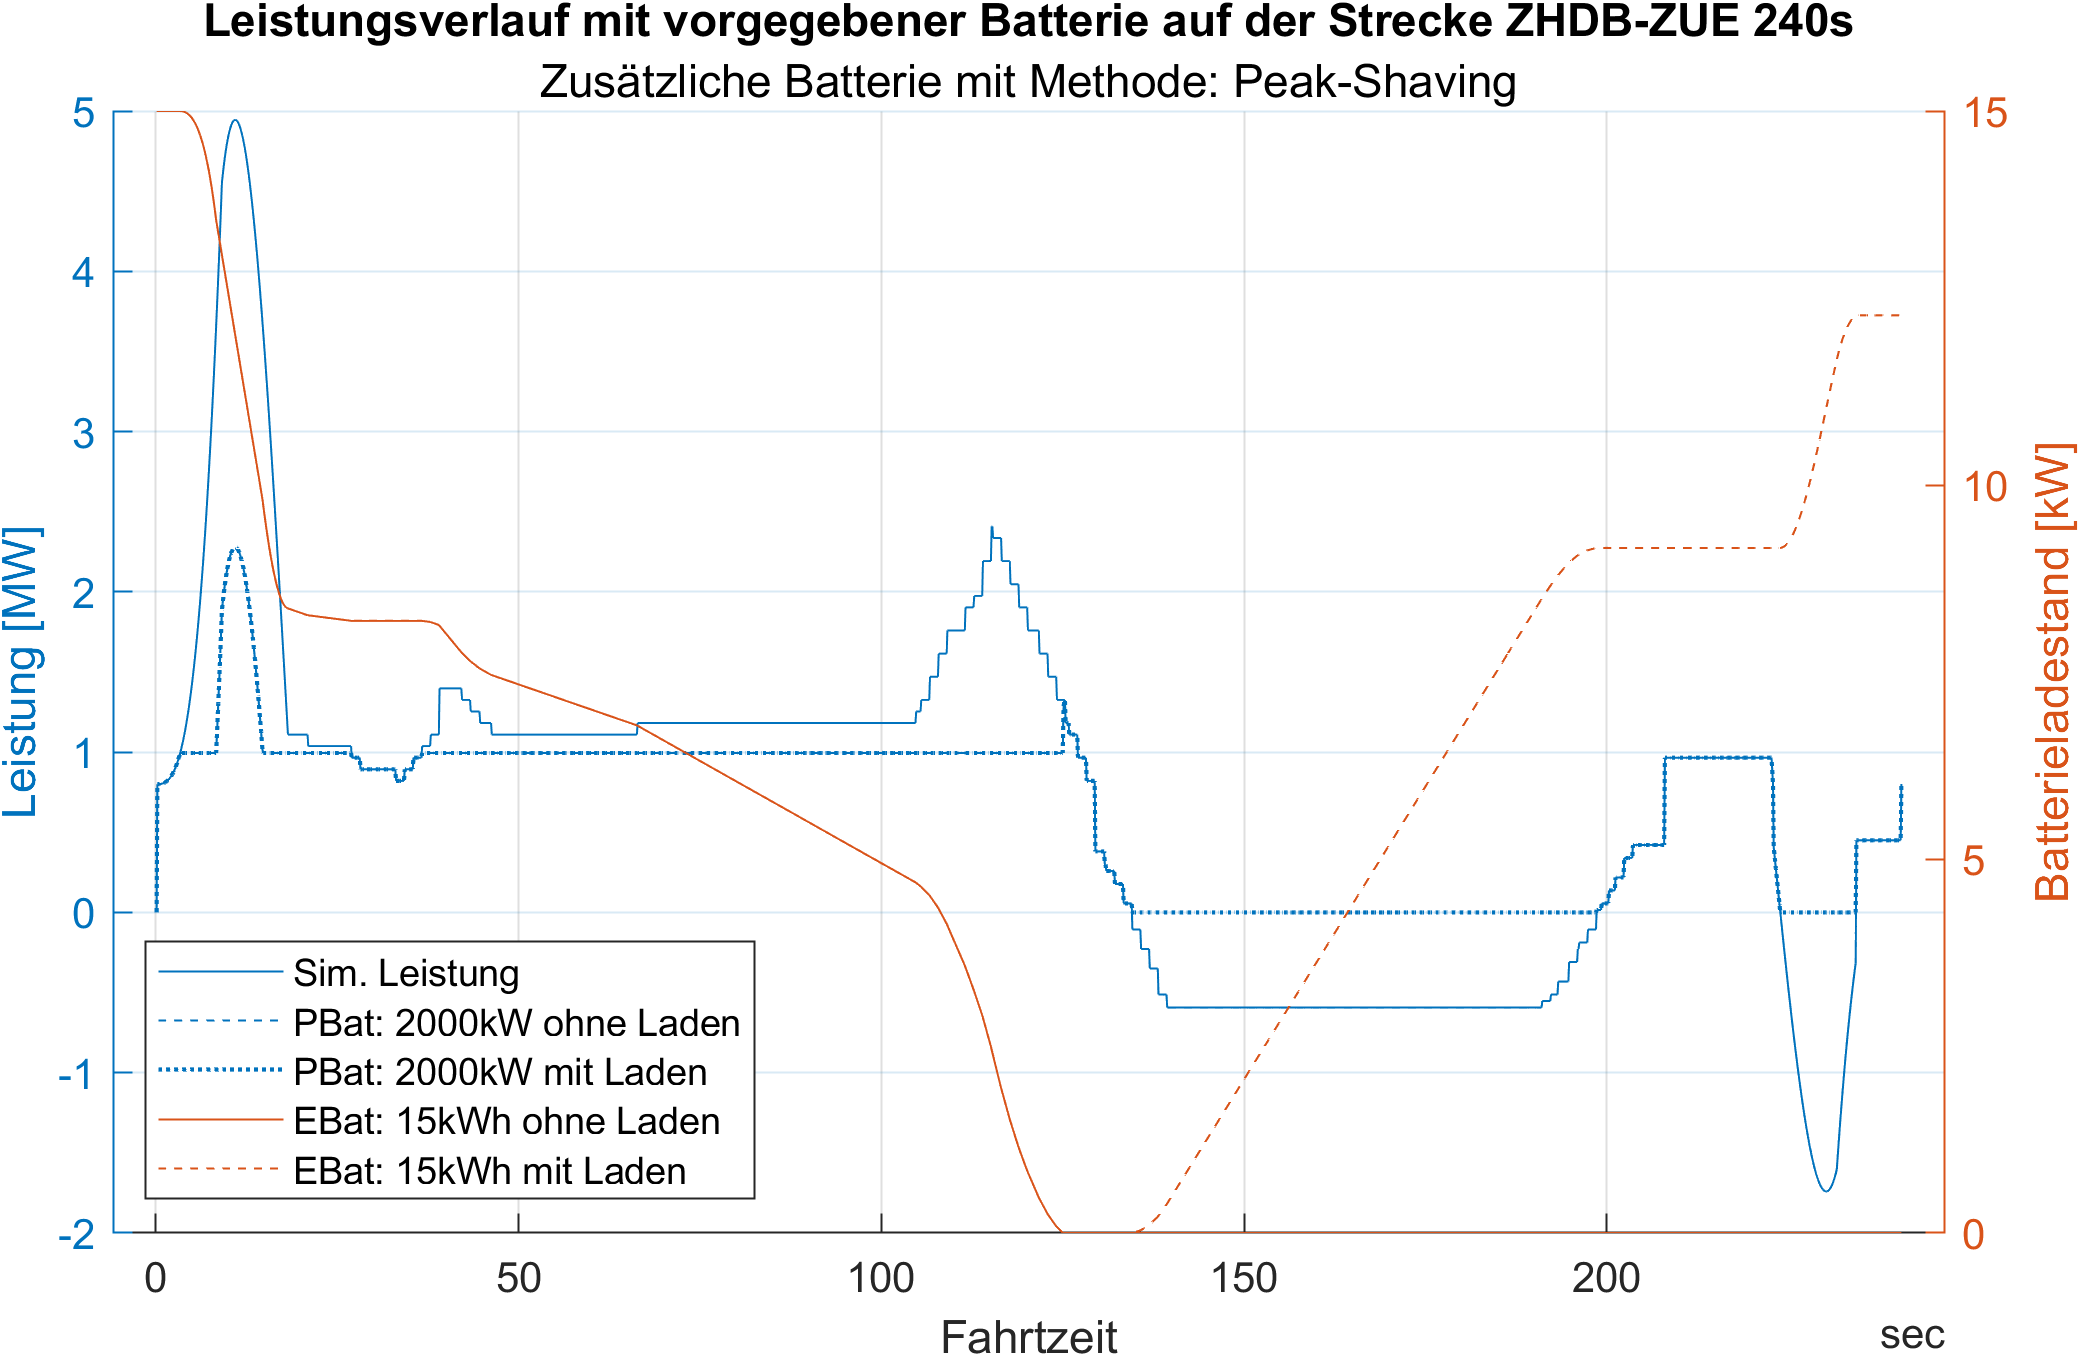 Leistungsverlauf mit vorgegebener Batterie auf der Strecke ZHDB-ZUE 240s
Zusätzliche Batterie mit Methode: Peak-Shaving
5
4
3
2
1
0
-1
-2
Leistung [MW]
15
10
5
0
Batterieladestand [kW]
Sim. Leistung
PBat: 2000kW ohne Laden
PBat: 2000kW mit Laden
EBat: 15kWh ohne Laden
EBat: 15kWh mit Laden
0
50
100
150
200
Fahrtzeit
sec